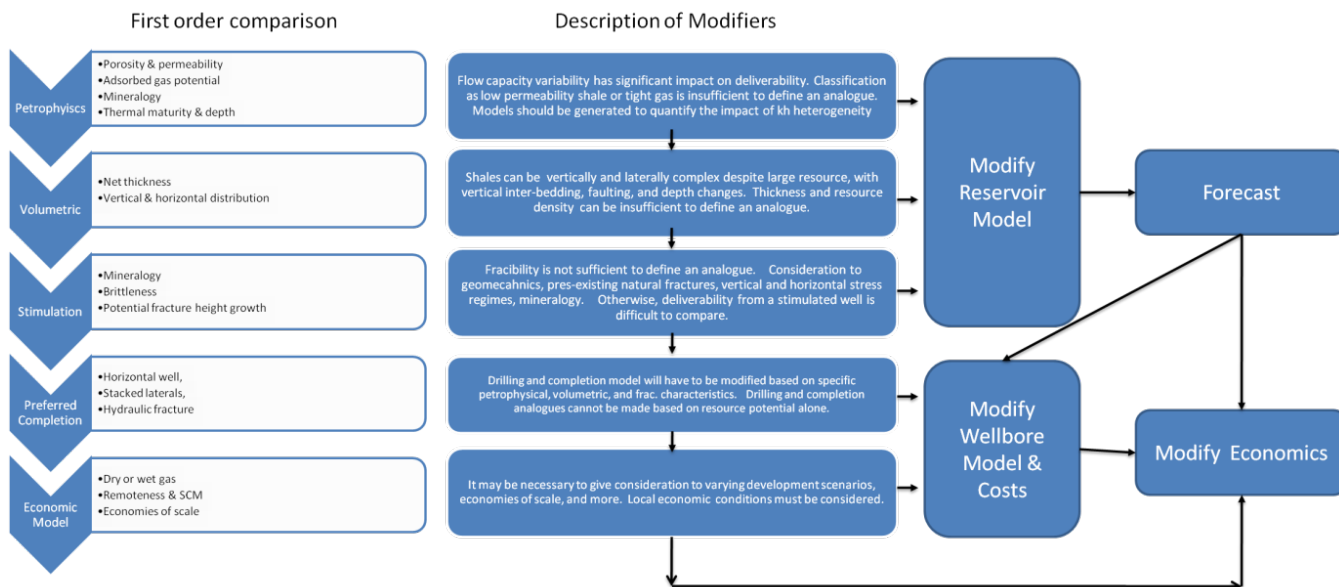 First order comparison
Description of Modifiers
Petrophyiscs
•Porosity & permeability
•Adsorbed gas potential
•Mineralogy
•Thermal maturity & depth
Flow capacity variability has significant impact on deliverability. Classification
as low permeability shale or tight gas is insufficient to define an analogue.
Models should be generated to quantify the impact of kh heterogeneity
Volumetric
•Net thickness
•Vertical & horizontal distribution
Shales can be vertically and laterally complex despite large resource, with
vertical inter-bedding, faulting, and depth changes. Thickness and resource
density can be insufficient to define an analogue.
Stimulation
•Mineralogy
•Brittleness
•Potential fracture height growth
Fracibility is not sufficient to define an analogue. Consideration to
geomecahnics, pres-existing natural fractures, vertical and horizontal stress
regimes, mineralogy. Otherwise, deliverability from a stimulated well is
difficult to compare.
Preferred
Completion
•Horizontal well,
•Stacked laterals,
•Hydraulic fracture
Drilling and completion model will have to be modified based on specific
petrophysical, volumetric, and frac. characteristics. Drilling and completion
analogues cannot be made based on resource potential alone.
Economic
Model
•Dry or wet gas
•Remoteness & SCM
•Economies of scale
It may be necessary to give consideration to varying development scenarios,
economies of scale, and more. Local economic conditions must be considered.
Modify
Reservoir
Model
Forecast
Modify
Wellbore
Model &
Costs
Modify Economics